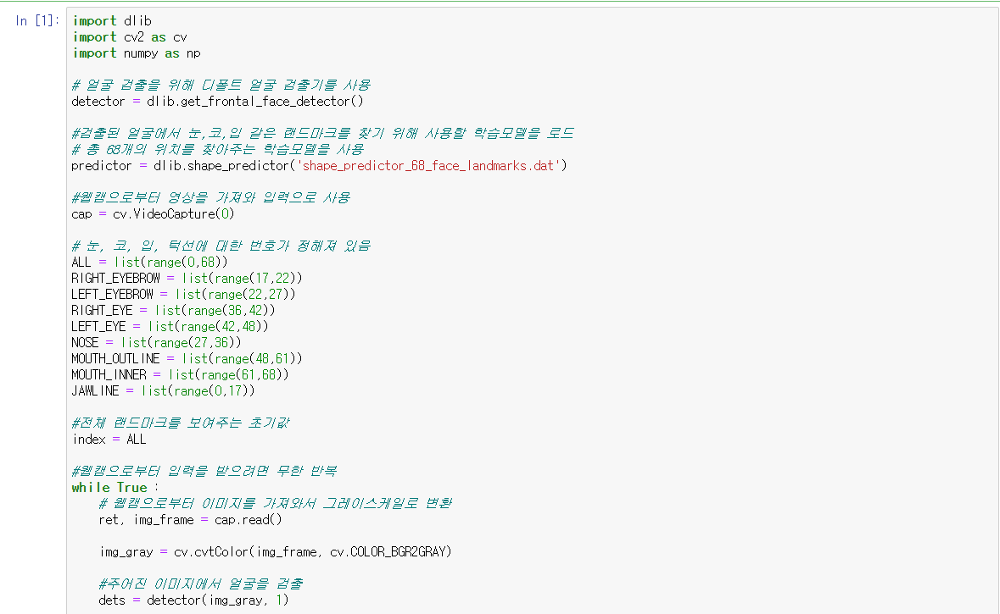 In [1]:
import dlib
import cv2 as cv
import numpy as np
# 얼굴 검출을 위해 디폴트 얼굴 검출기를 사용
detector = dlib.get_frontal_face_detector()
#검출된 얼굴에서 눈,코,입 같은 랜드마크를 찾기 위해 사용할 학습모델을 로드
# 총 68개의 위치를 찾아주는 학습모델을 사용
predictor = dlib.shape_predictor('shape_predictor_68_face_landmarks.dat')
#웹캠으로부터 영상을 가져와 입력으로 사용
cap = cv.VideoCapture(0)
# 눈, 코, 입, 턱선에 대한 번호가 정해져 있음
ALL = list(range(0,68))
RIGHT_EYEBROW = list(range(17,22))
LEFT_EYEBROW = list(range(22,27))
RIGHT_EYE = list(range(36,42))
LEFT_EYE = list(range(42,48))
NOSE = list(range(27,36))
MOUTH_OUTLINE = list(range(48,61))
MOUTH_INNER = list(range(61,68))
JAWLINE = list(range(0,17))
#전체 랜드마크를 보여주는 초기값
index = ALL
#웹캠으로부터 입력을 받으려면 무한 반복
while True :
    # 웹캠으로부터 이미지를 가져와서 그레이스케일로 변환
    ret, img_frame = cap.read()
    img_gray = cv.cvtColor(img_frame, cv.COLOR_BGR2GRAY)
    #주어진 이미지에서 얼굴을 검출
    dets = detector(img_gray, 1)